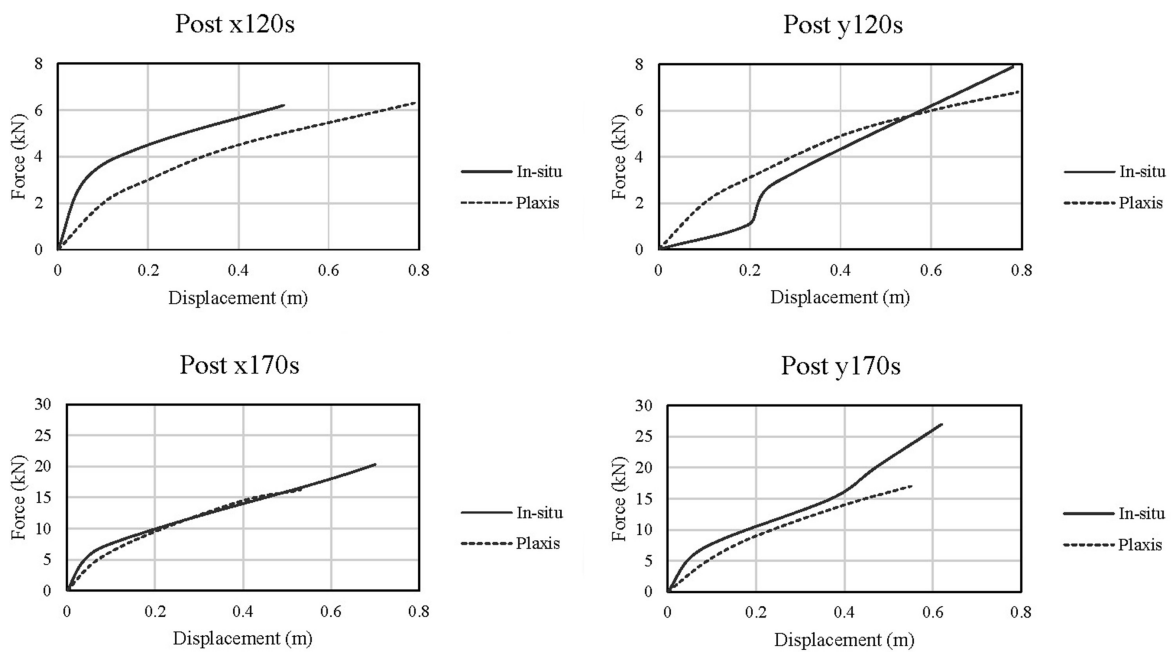 Post x120s
8
6
4
2
0
Force (kN)
0 0.2 0.4 0.6 0.8
Displacement (m)
In-situ
Plaxis
Post y120s
8
6
4
2
0
Force (kN)
0 0.2 0.4 0.6 0.8
Displacement (m)
In-situ
Plaxis
Post x170s
30
25
20
15
10
5
0
Force (kN)
0 0.2 0.4 0.6 0.8
Displacement (m)
In-situ
Plaxis
Post y170s
30
25
20
15
10
5
0
Force (kN)
0 0.2 0.4 0.6 0.8
Displacement (m)
In-situ
Plaxis